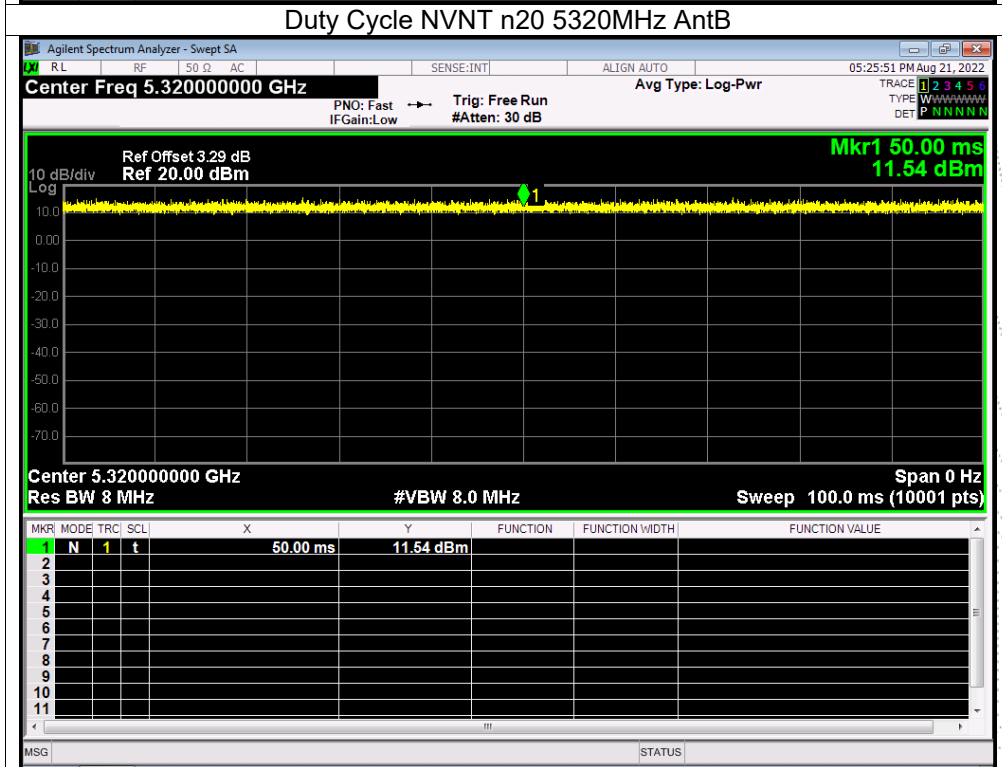 Duty Cycle NVNT n20 5320MHz AntB
Agilent Spectrum Analyzer - Swept SA
LXI RL RF 50 Ω AC SENSE:INT ALIGN AUTO 05:25:51 PM Aug 21, 2022
Center Freq 5.320000000 GHz Avg Type: Log-Pwr TRACE 1 2 3 4 5 6
PNO: Fast Trig: Free Run TYPE WWWWWWW
IFGain:Low #Atten: 30 dB DET P N N N N N
Mkr1 50.00 ms
Ref Offset 3.29 dB
10 dB/div Ref 20.00 dBm 11.54 dBm
Log
1
10.0
0.00
-10.0
-20.0
-30.0
-40.0
-50.0
-60.0
-70.0
Center 5.320000000 GHz Span 0 Hz
Res BW 8 MHz #VBW 8.0 MHz Sweep 100.0 ms (10001 pts)
MKR MODE TRC SCL X Y FUNCTION FUNCTION WIDTH FUNCTION VALUE
1 N 1 t 50.00 ms 11.54 dBm
2
3
4
5
6
7
8
9
10
11
MSG STATUS